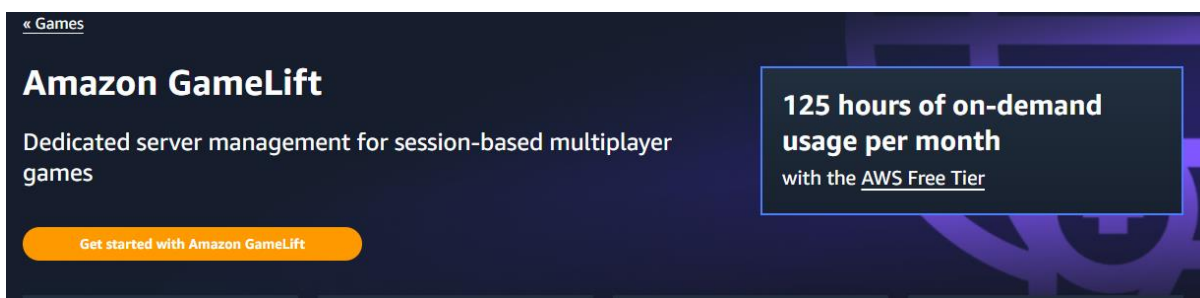 « Games
Amazon GameLift
Dedicated server management for session-based multiplayer
games
Get started with Amazon GameLift
125 hours of on-demand
usage per month
with the AWS Free Tier